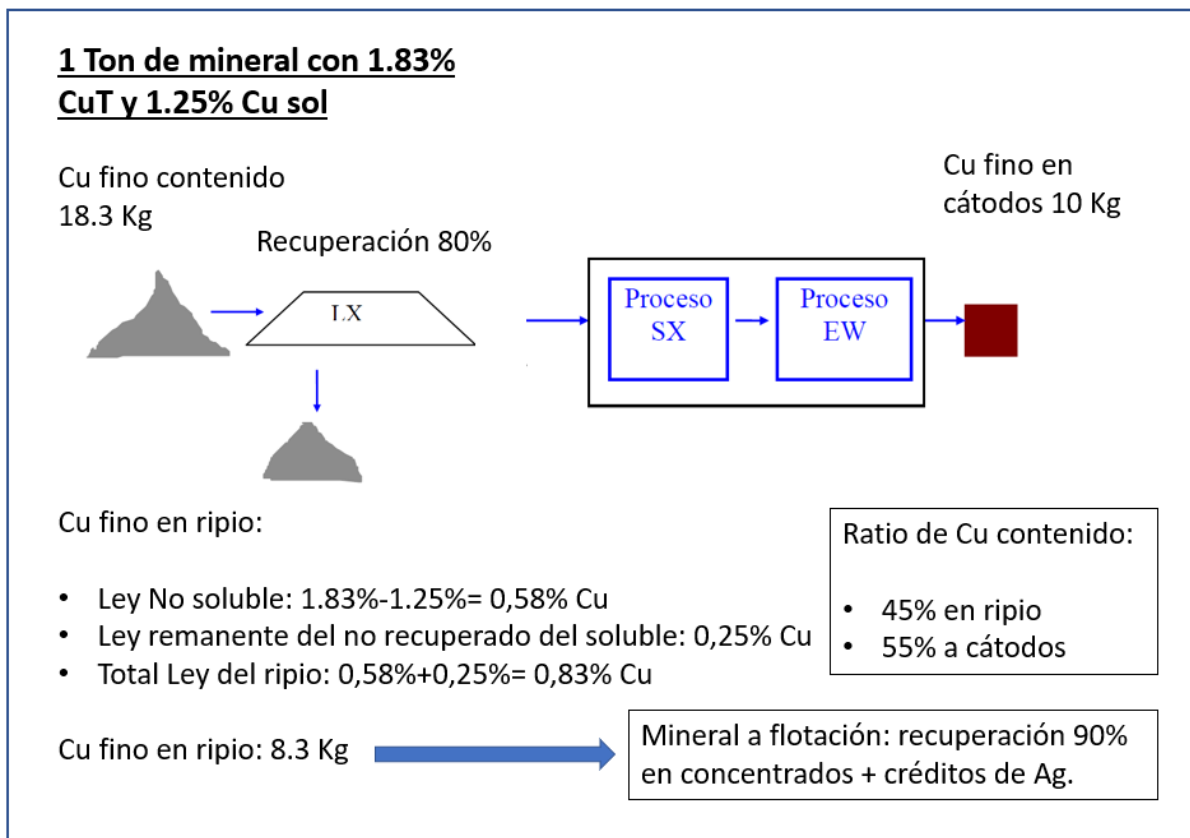 1 Ton de mineral con 1.83%
CuT y 1.25% Cu sol
Cu fino contenido
18.3 Kg
Recuperación 80%
Cu fino en
cátodos 10 Kg
LX
Proceso
SX
Proceso
EW
Cu fino en ripio:
• Ley No soluble: 1.83%-1.25%= 0,58% Cu
• Ley remanente del no recuperado del soluble: 0,25% Cu
• Total Ley del ripio: 0,58%+0,25%= 0,83% Cu
Ratio de Cu contenido:
• 45% en ripio
• 55% a cátodos
Cu fino en ripio: 8.3 Kg
Mineral a flotación: recuperación 90%
en concentrados + créditos de Ag.